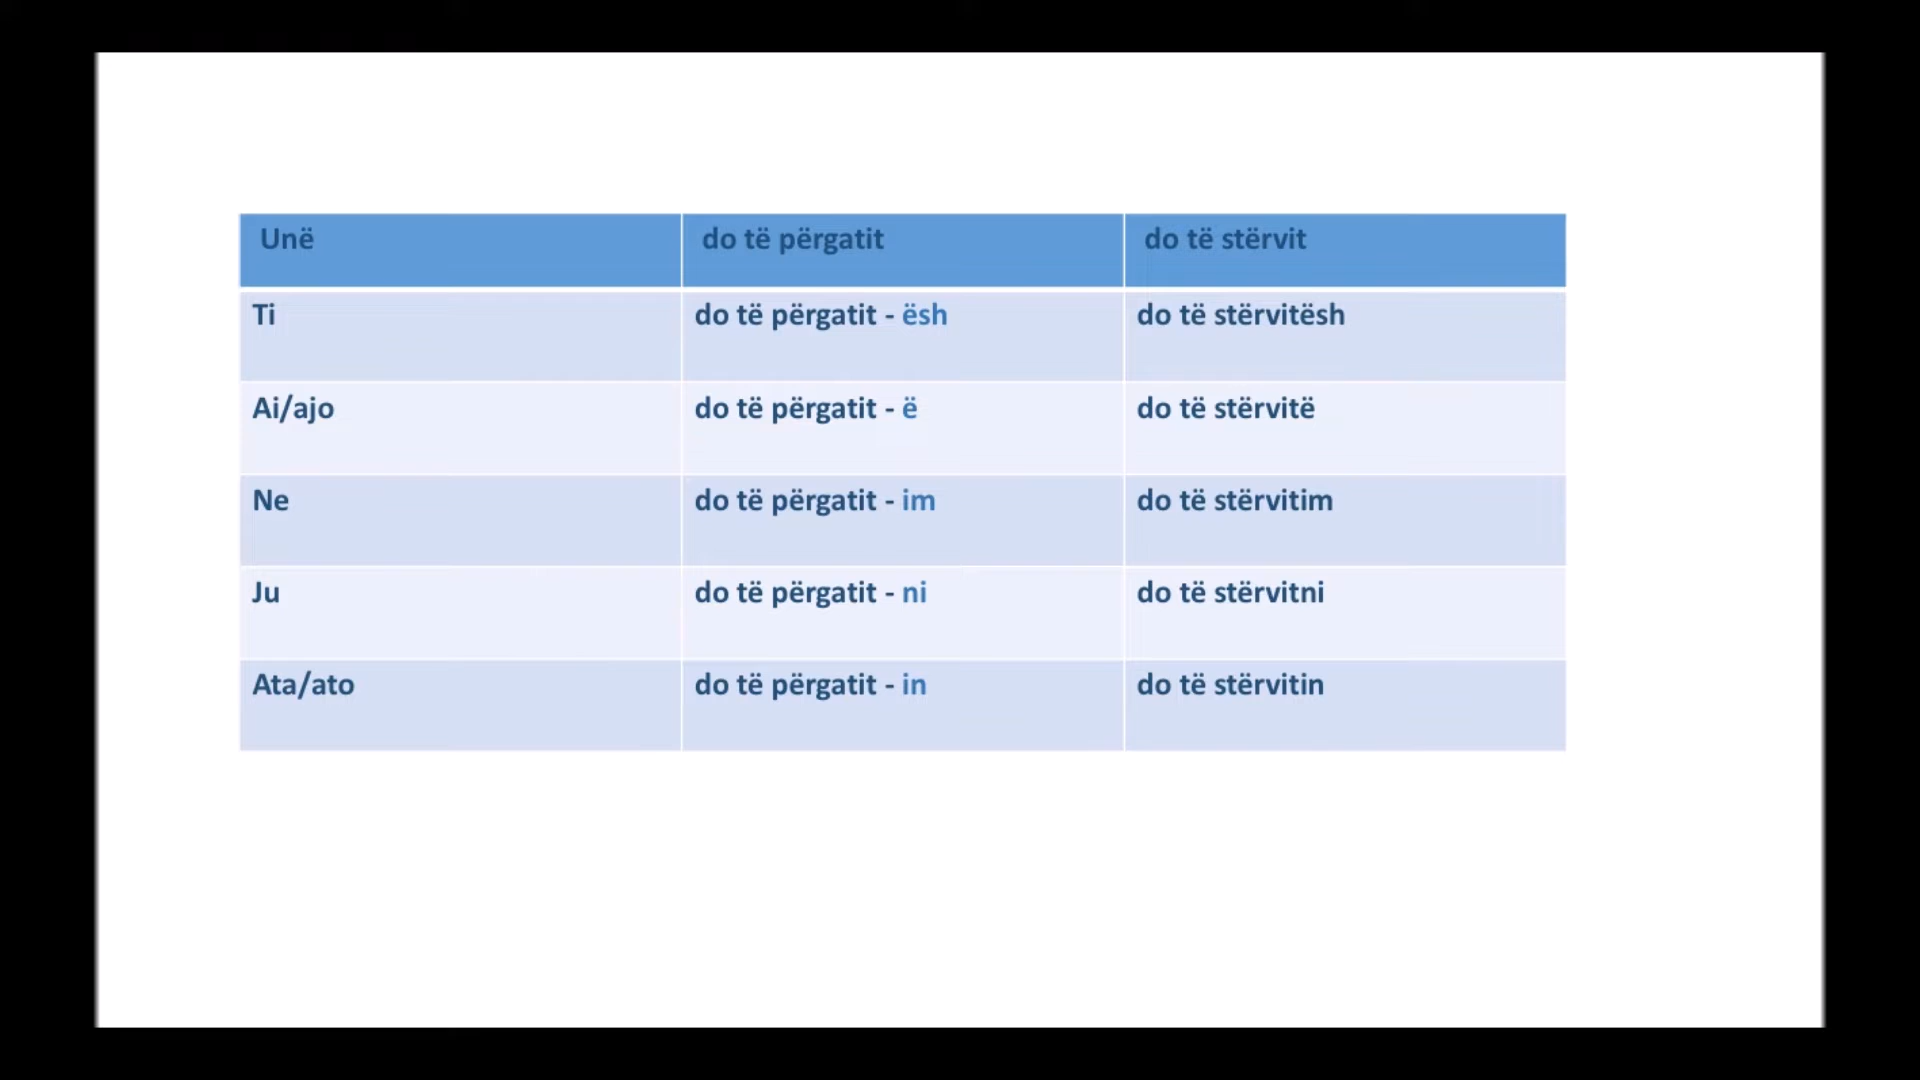 Unë do të përgatit do të stërvit
Ti do të përgatit - ësh do të stërvitësh
Ai/ajo do të përgatit - ë do të stërvitë
Ne do të përgatit - im do të stërvitim
Ju do të përgatit - ni do të stërvitni
Ata/ato do të përgatit - in do të stërvitin